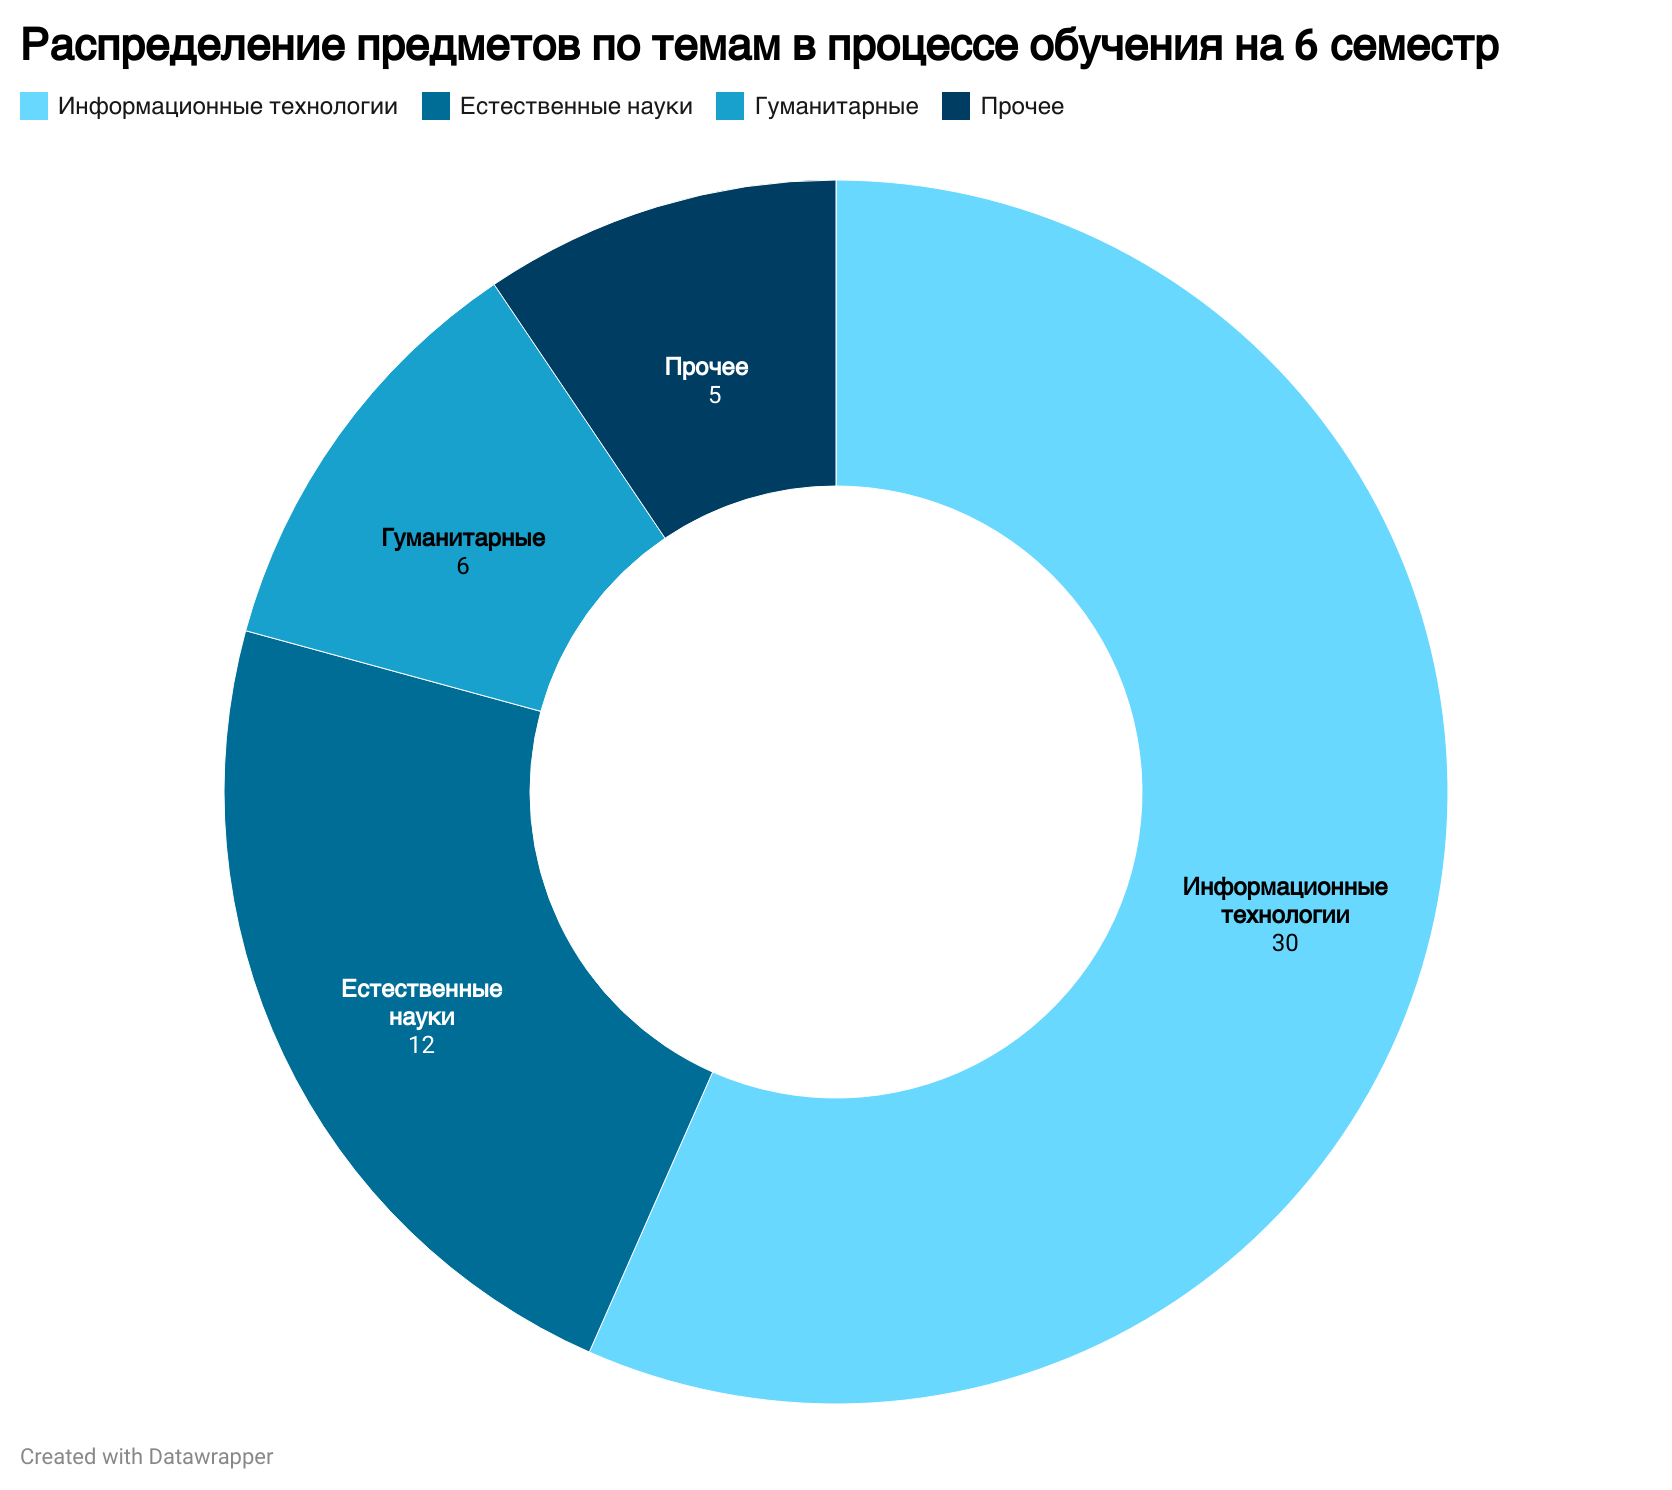 Распределение предметов по темам в процессе обучения на 6 семестр
Информационные технологии Естественные науки Гуманитарные Прочее
Прочее
5
Гуманитарные
6
Информационные
технологии
30
Естественные
науки
12
Created with Datawrapper